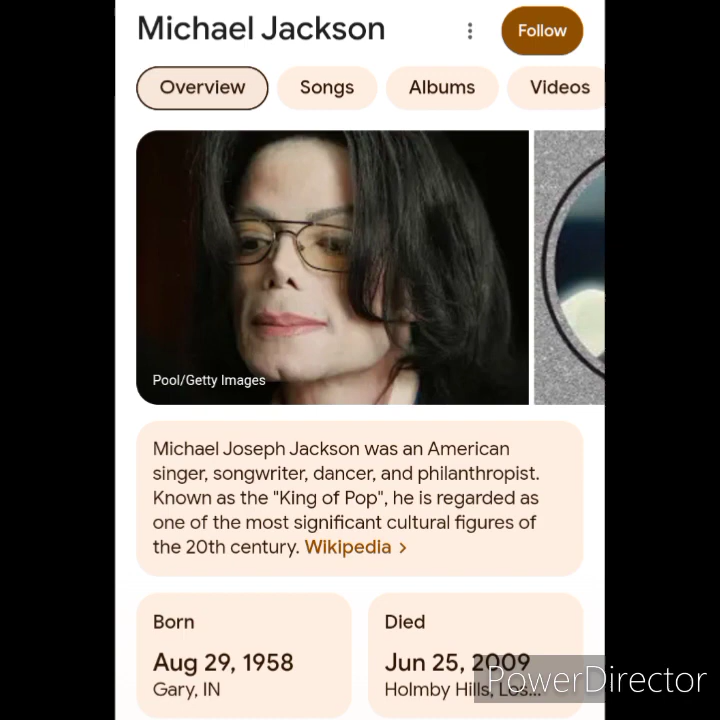 Michael Jackson
Follow
Overview
Songs
Albums
Videos
Pool/Getty Images
Michael Joseph Jackson was an American
singer, songwriter, dancer, and philanthropist.
Known as the "King of Pop", he is regarded as
one of the most significant cultural figures of
the 20th century. Wikipedia >
Born
Died
Aug 29, 1958
Jun 25, 2009
Gary, IN
Holmby Hills, Los...
PowerDirector